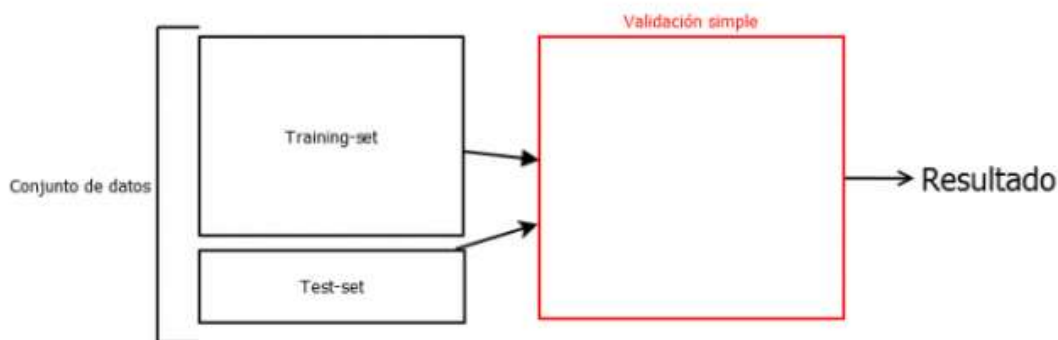 Validación simple
Training-set
Conjunto de datos
Resultado
Test-set